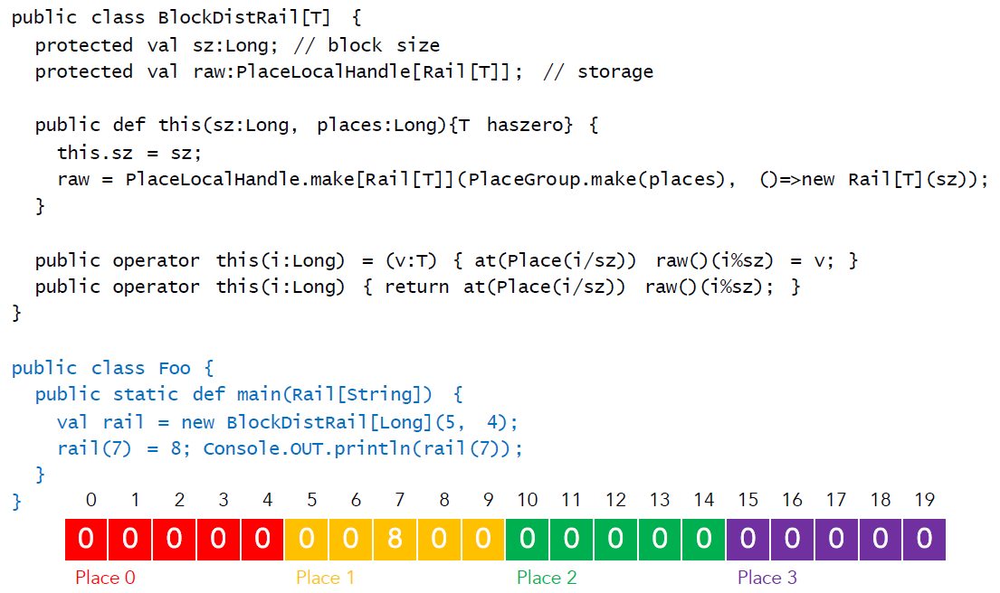 public class BlockDistRail[T] {
protected val sz:Long; // block size
protected val raw:PlaceLocalHandle[Rail[T]]; // storage
public def this(sz:Long, places:Long){T haszero} {
this.sz = sz;
raw = PlaceLocalHandle.make[Rail[T]](PlaceGroup.make(places), ()=>new Rail[T](sz));
}
public operator this(i:Long) = (v:T) { at(Place(i/sz)) raw()(i%sz) = v; }
public operator this(i:Long) { return at(Place(i/sz)) raw()(i%sz); }
}
public class Foo {
public static def main(Rail[String]) {
val rail = new BlockDistRail[Long](5, 4);
rail(7) = 8; Console.OUT.println(rail(7));
}
}
0 1 2 3 4 5 6 7 8 9 10 11 12 13 14 15 16 17 18 19
0 0 0 0 0 0 0 8 0 0 0 0 0 0 0 0 0 0 0 0
Place 0 Place 1 Place 2 Place 3